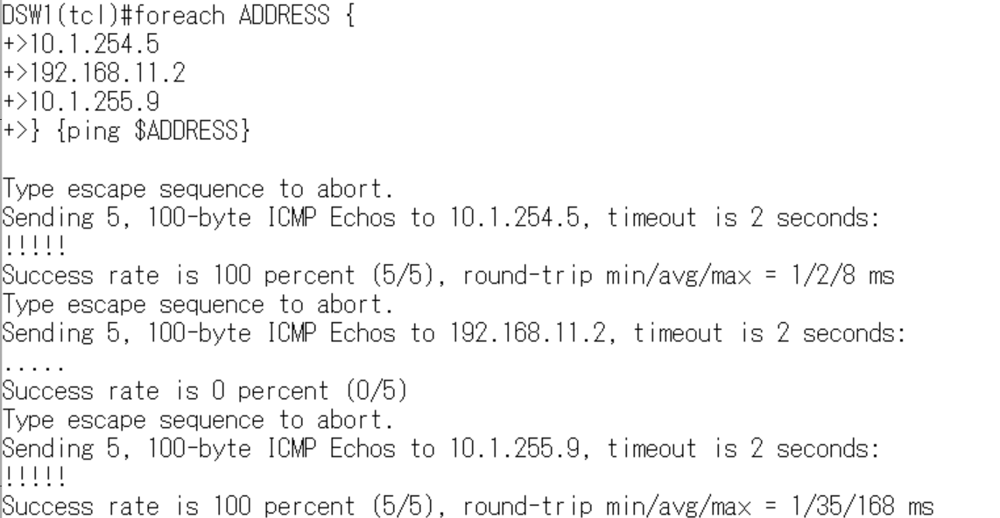 DSW1(tcl)#foreach ADDRESS {
+>10.1.254.5
+>192.168.11.2
+>10.1.255.9
+>} {ping $ADDRESS}
Type escape sequence to abort.
Sending 5, 100-byte ICMP Echos to 10.1.254.5, timeout is 2 seconds:
!!!!!
Success rate is 100 percent (5/5), round-trip min/avg/max = 1/2/8 ms
Type escape sequence to abort.
Sending 5, 100-byte ICMP Echos to 192.168.11.2, timeout is 2 seconds:
.....
Success rate is 0 percent (0/5)
Type escape sequence to abort.
Sending 5, 100-byte ICMP Echos to 10.1.255.9, timeout is 2 seconds:
!!!!!
Success rate is 100 percent (5/5), round-trip min/avg/max = 1/35/168 ms